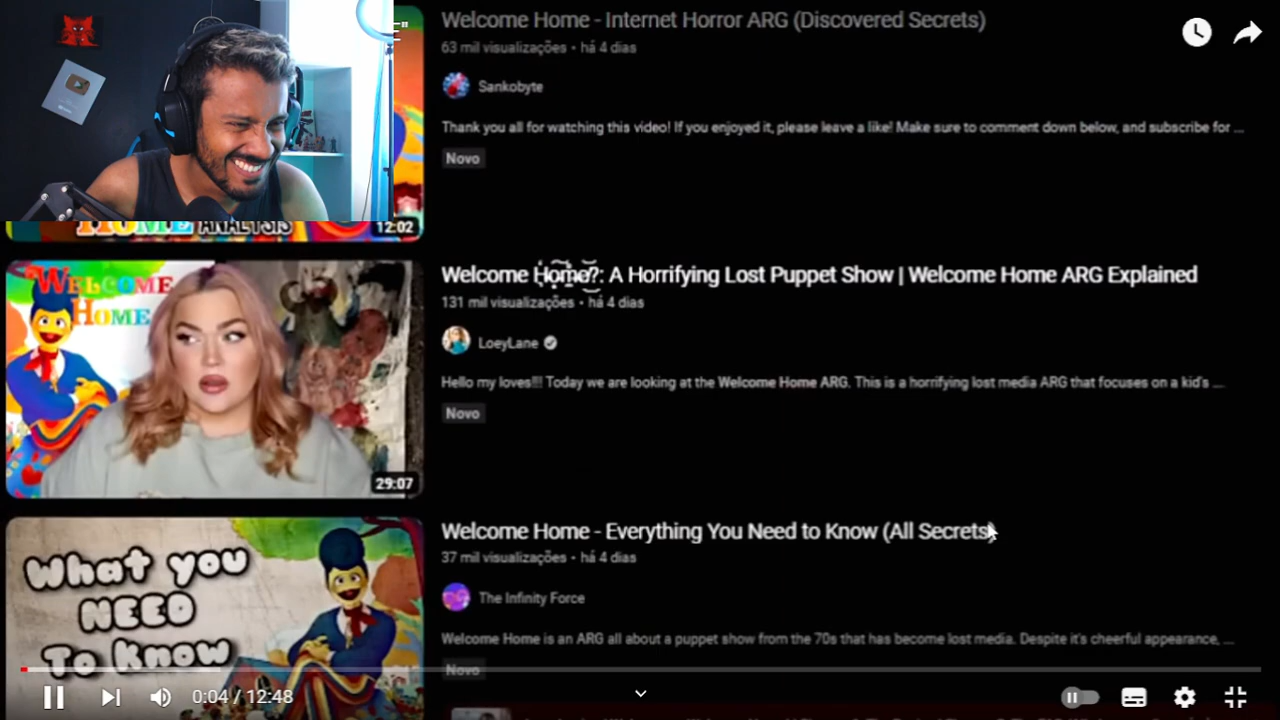 Welcome Home - Internet Horror ARG (Discovered Secrets)
63 mil visualizações • há 4 dias
Sankobyte
Thank you all for watching this video! If you enjoyed it, please leave a like! Make sure to comment down below, and subscribe for ...
Novo
HOME ANALYSIS
12:02
WELCOME
HOME
29:07
Welcome Home?: A Horrifying Lost Puppet Show | Welcome Home ARG Explained
131 mil visualizações • há 4 dias
LoeyLane
Hello my loves!!! Today we are looking at the Welcome Home ARG. This is a horrifying lost media ARG that focuses on a kid's ...
Novo
What you
NEED
To Know
Welcome Home - Everything You Need to Know (All Secrets)
37 mil visualizações • há 4 dias
The Infinity Force
Welcome Home is an ARG all about a puppet show from the 70s that has become lost media. Despite it's cheerful appearance, ...
Novo
0:04 / 12:48